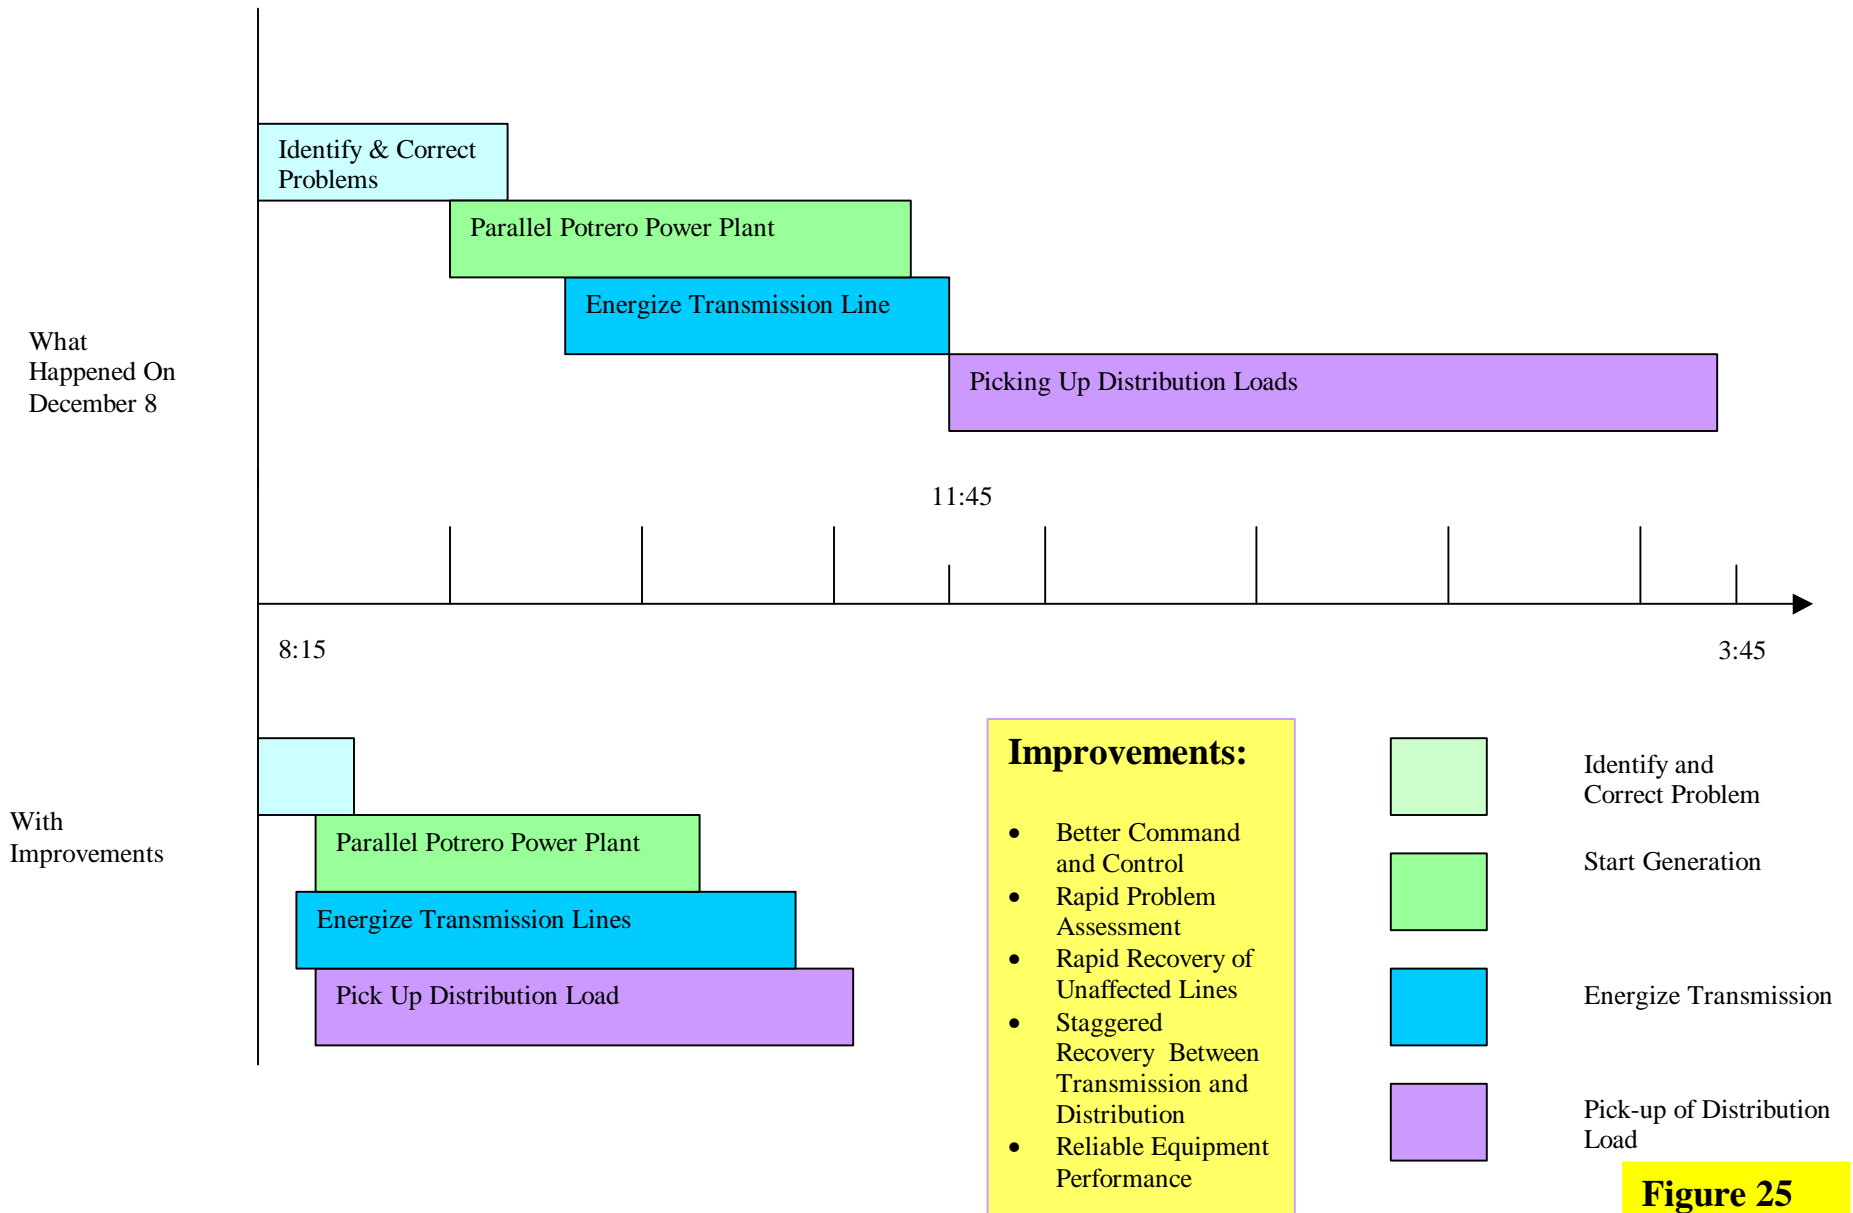 Identify & Correct
Problems
Parallel Potrero Power Plant
Energize Transmission Line
What
Happened On
December 8
Picking Up Distribution Loads
11:45
8:15
3:45
With
Improvements
Parallel Potrero Power Plant
Energize Transmission Lines
Pick Up Distribution Load
Improvements:
• Better Command
and Control
• Rapid Problem
Assessment
• Rapid Recovery of
Unaffected Lines
• Staggered
Recovery Between
Transmission and
Distribution
• Reliable Equipment
Performance
Identify and
Correct Problem
Start Generation
Energize Transmission
Pick-up of Distribution
Load
Figure 25